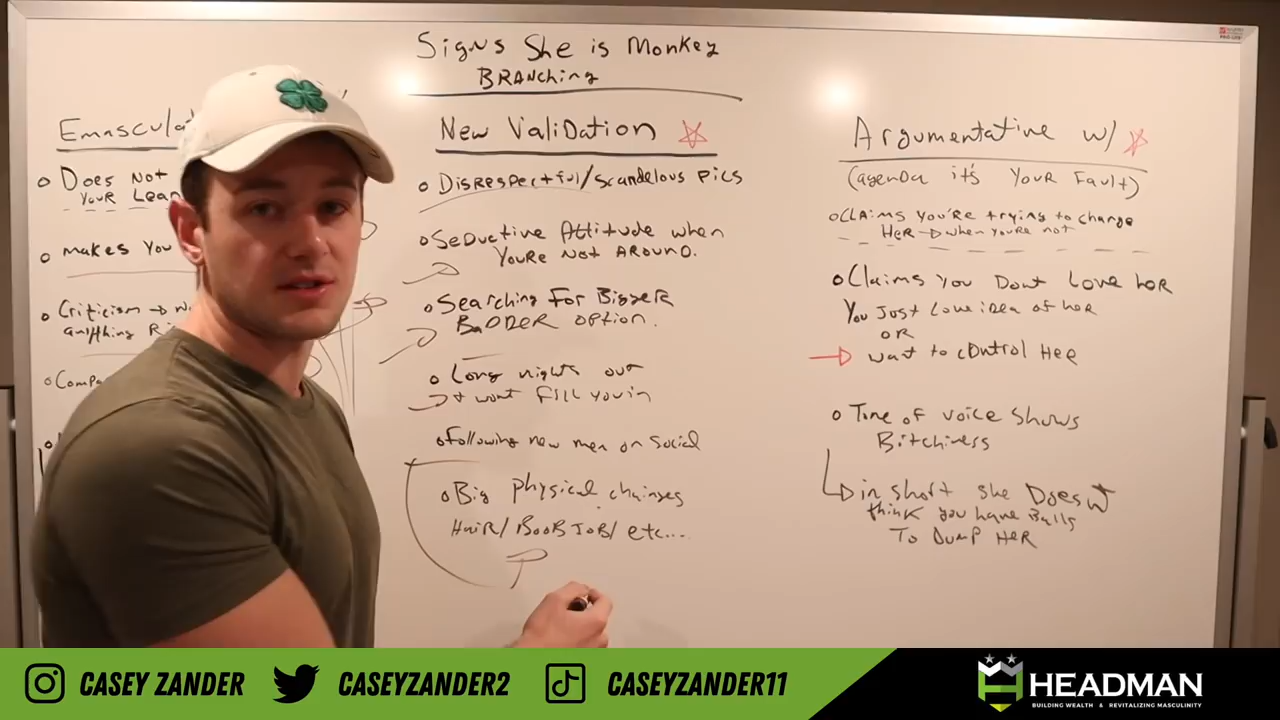 Signs She is Monkey
BRANching
Emasculat
o Does Not
YouR Lead
o makes You
o Criticism → N
anything Ri
o Compa
New ValiDation
o Disrespectful/scandelous pics
o SeDuctive Attitude when
YouRe Not AROUND.
o Searching For Bigger
BaDDER option.
o Long nights out
+ wont Fill you in
o Following new men on Social
o Big physical chainges
HaiR/BooB JoB/ etc...
Argumentative w/
(agenda it's YouR Fault)
o CLAims you're trying to change
HER → when you're not
o Claims You Dont Love her
You Just Love idea of her
OR
→ want to control Her
o Tone of voice Shows
Bitchiness
→ in short she Doesnt
think you have Balls
To Dump HeR
CASEY ZANDER
CASEYZANDER2
CASEYZANDER11
HEADMAN
BUILDING WEALTH & REVITALIZING MASCULINITY